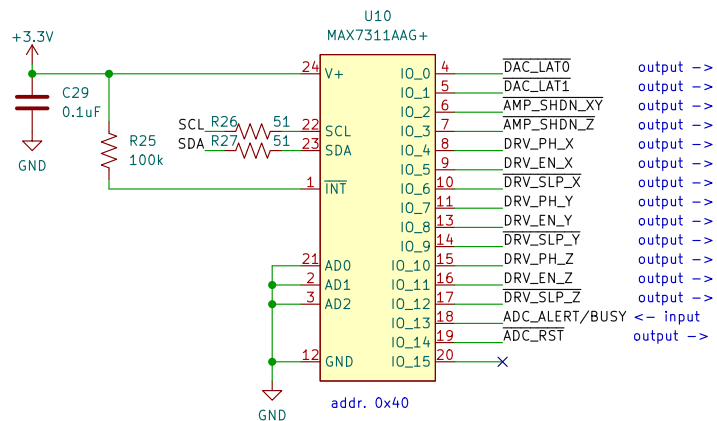 U10
MAX7311AAG+
+3.3V
C29
0.1uF
GND
R25
100k
SCL R26 51
SDA R27 51
24 V+
22 SCL
23 SDA
1 INT
21 AD0
2 AD1
3 AD2
12 GND
GND
IO_0 4 DAC_LAT0 output ->
IO_1 5 DAC_LAT1 output ->
IO_2 6 AMP_SHDN_XY output ->
IO_3 7 AMP_SHDN_Z output ->
IO_4 8 DRV_PH_X output ->
IO_5 9 DRV_EN_X output ->
IO_6 10 DRV_SLP_X output ->
IO_7 11 DRV_PH_Y output ->
IO_8 13 DRV_EN_Y output ->
IO_9 14 DRV_SLP_Y output ->
IO_10 15 DRV_PH_Z output ->
IO_11 16 DRV_EN_Z output ->
IO_12 17 DRV_SLP_Z output ->
IO_13 18 ADC_ALERT/BUSY <- input
IO_14 19 ADC_RST output ->
IO_15 20
addr. 0x40